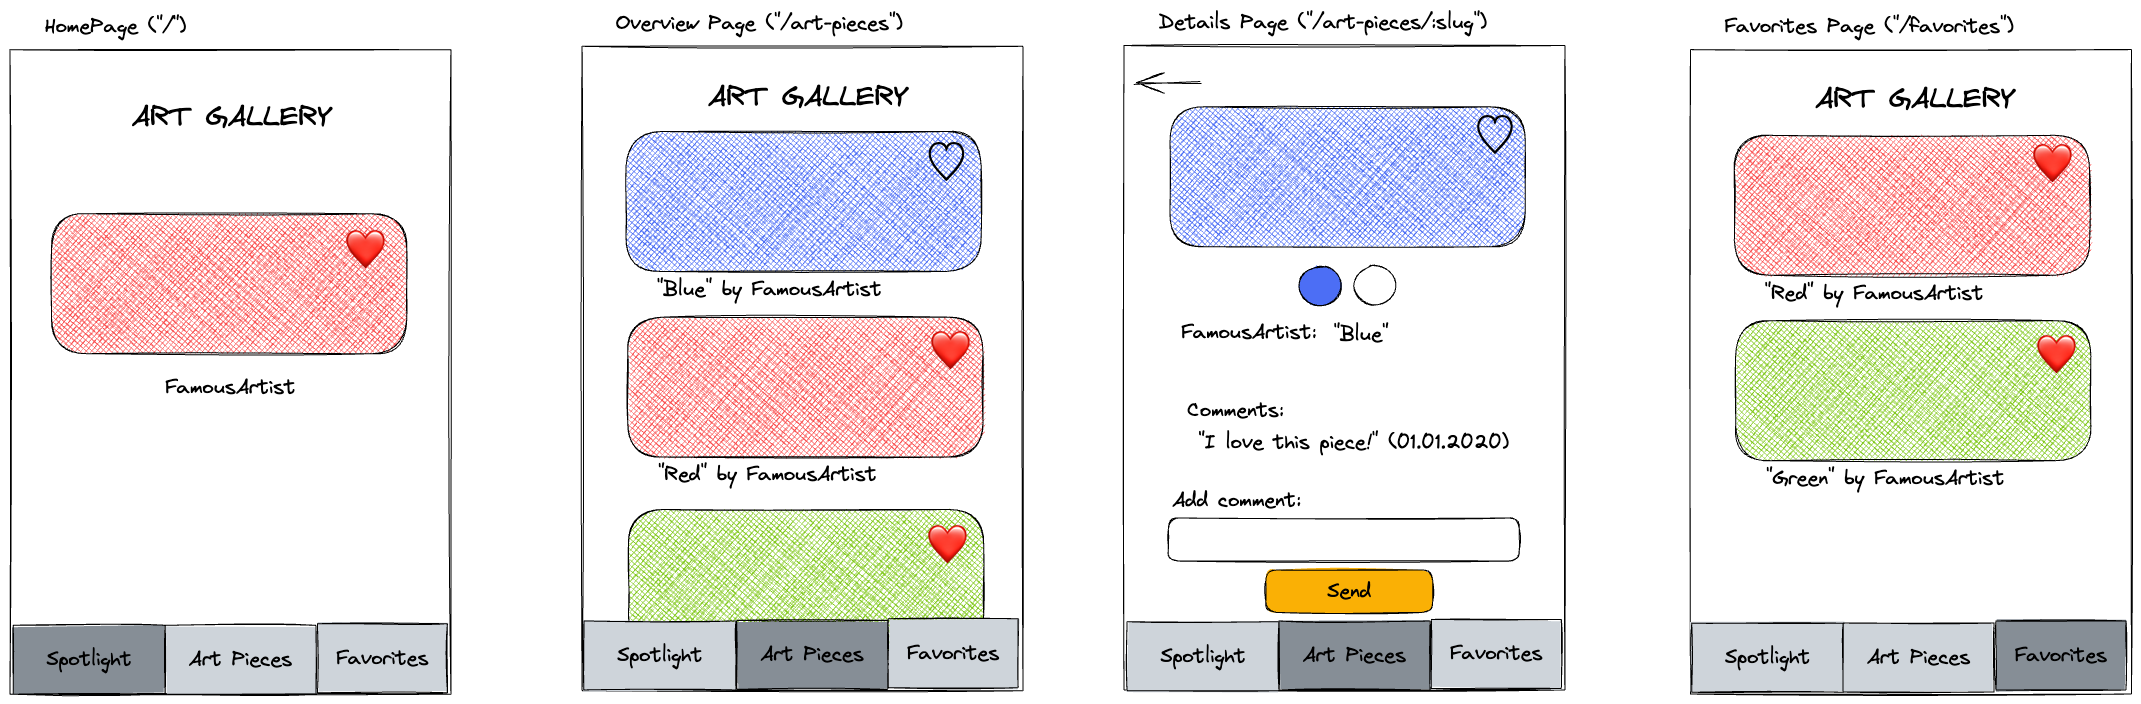 HomePage ("/")
ART GALLERY
FamousArtist
Spotlight
Art Pieces
Favorites
Overview Page ("/art-pieces")
ART GALLERY
"Blue" by FamousArtist
"Red" by FamousArtist
Spotlight
Art Pieces
Favorites
Details Page ("/art-pieces/:slug")
FamousArtist: "Blue"
Comments:
"I love this piece!" (01.01.2020)
Add comment:
Send
Spotlight
Art Pieces
Favorites
Favorites Page ("/favorites")
ART GALLERY
"Red" by FamousArtist
"Green" by FamousArtist
Spotlight
Art Pieces
Favorites